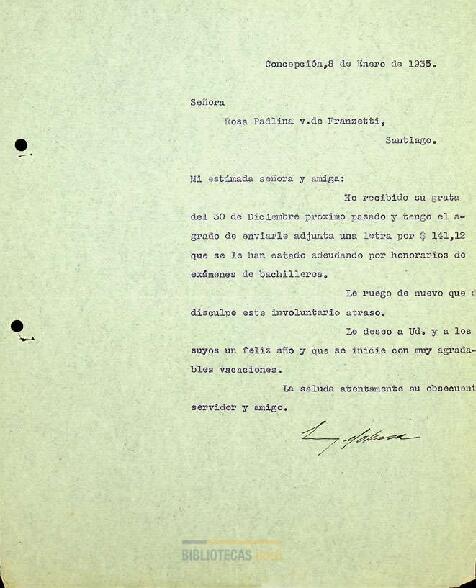 Concepción,8 de Enero de 1935.
Señora
Rosa Paulina v.de Franzetti,
Santiago.
Mi estimada señora y amiga:
He recibido su grata
del 30 de Diciembre próximo pasado y tengo el a-
grado de enviarle adjunta una letra por $ 141,12
que se le han estado adeudando por honorarios de
exámenes de bachilleres.
Le ruego de nuevo que
disculpe este involuntario atraso.
Le deseo a Ud. y a los
suyos un feliz año y que se inicie con muy agrada-
bles vacaciones.
La saluda atentamente su obsecuent
servidor y amigo.
BIBLIOTECAS